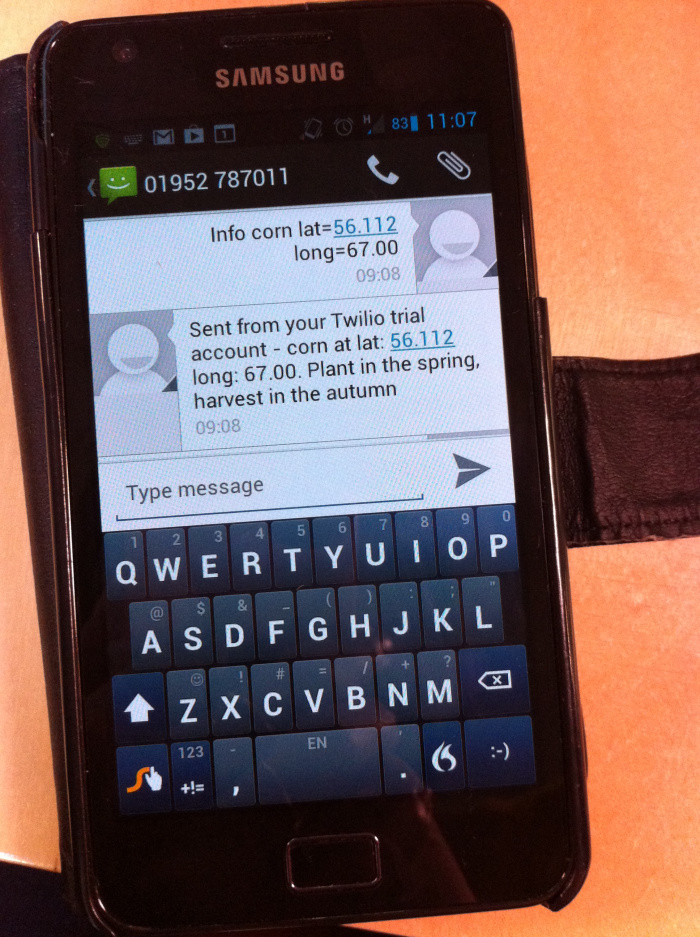 SAMSUNG
1 H 83 11:07
01952 787011
Info corn lat=56.112
long=67.00
09:08
Sent from your Twilio trial
account - corn at lat: 56.112
long: 67.00. Plant in the spring,
harvest in the autumn
09:08
Type message
1 2 3 4 5 6 7 8 9 0
Q W E R T Y U I O P
@ $ & _ ( ) : ; "
A S D F G H J K L
! # = / + ?
Z X C V B N M
123 - EN '
+!= , . :-)